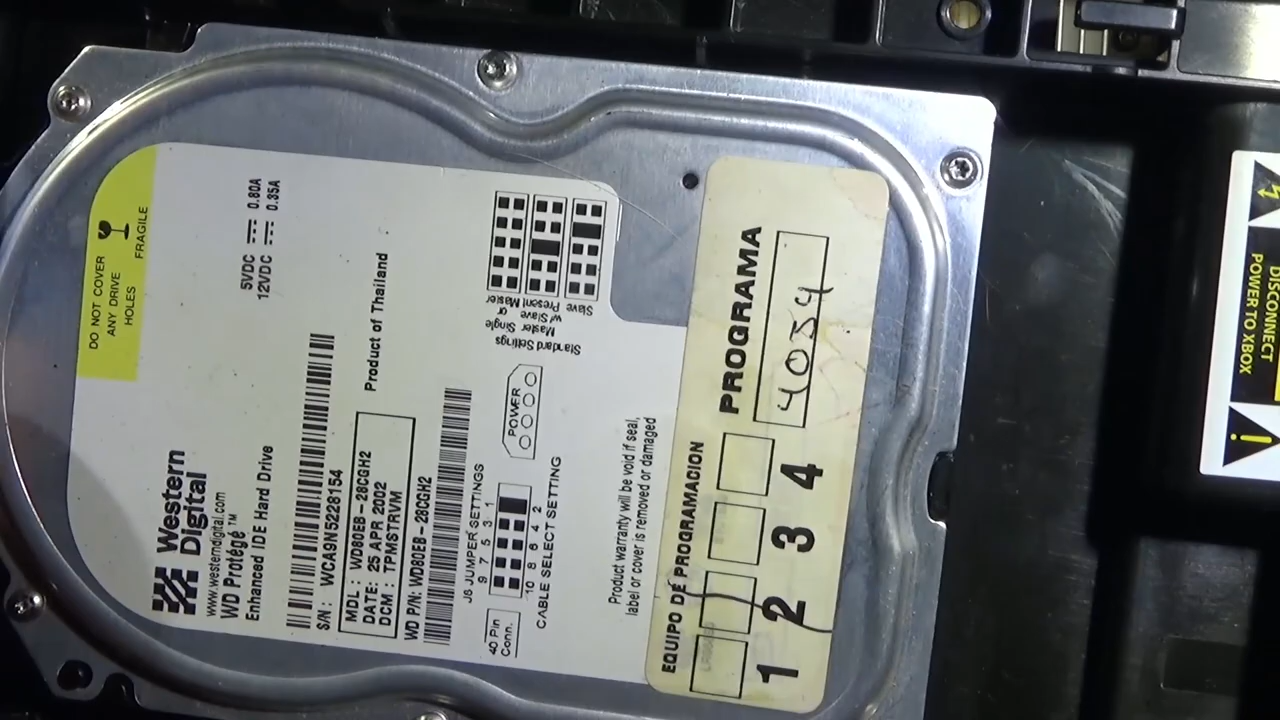 DO NOT COVER
ANY DRIVE
HOLES
FRAGILE
Western
Digital
www.westerndigital.com
WD Protégé™
Enhanced IDE Hard Drive
5VDC 0.80A
12VDC 0.35A
S/N: WCA9N5228154
MDL: WD80EB-28CGH2
DATE: 25 APR 2002
DCM: TPMSTRVM
Product of Thailand
WD P/N: WD80EB-28CGH2
J8 JUMPER SETTINGS
9 7 5 3 1
10 8 6 4 2
CABLE SELECT SETTING
40 Pin
Conn.
POWER
Standard Settings
Master Single
or
Master w/ Slave Present
Slave
Product warranty will be void if seal,
label or cover is removed or damaged
EQUIPO DE PROGRAMACION
1 2 3 4
PROGRAMA
40254
DISCONNECT
POWER TO XBOX